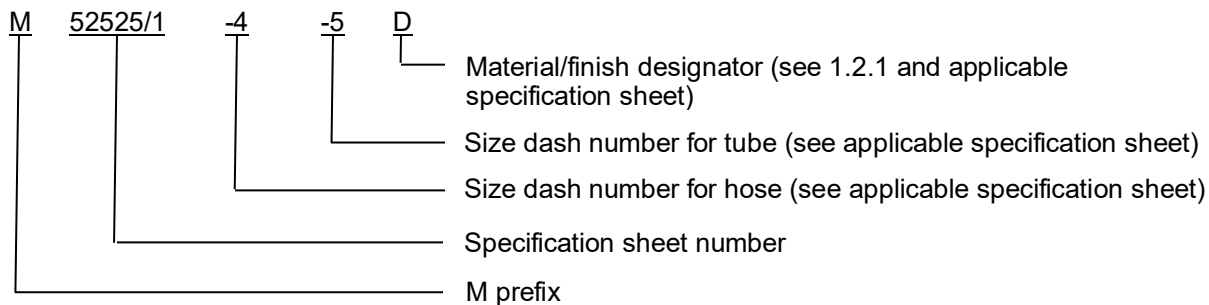 M 52525/1 -4 -5 D
Material/finish designator (see 1.2.1 and applicable
specification sheet)
Size dash number for tube (see applicable specification sheet)
Size dash number for hose (see applicable specification sheet)
Specification sheet number
M prefix